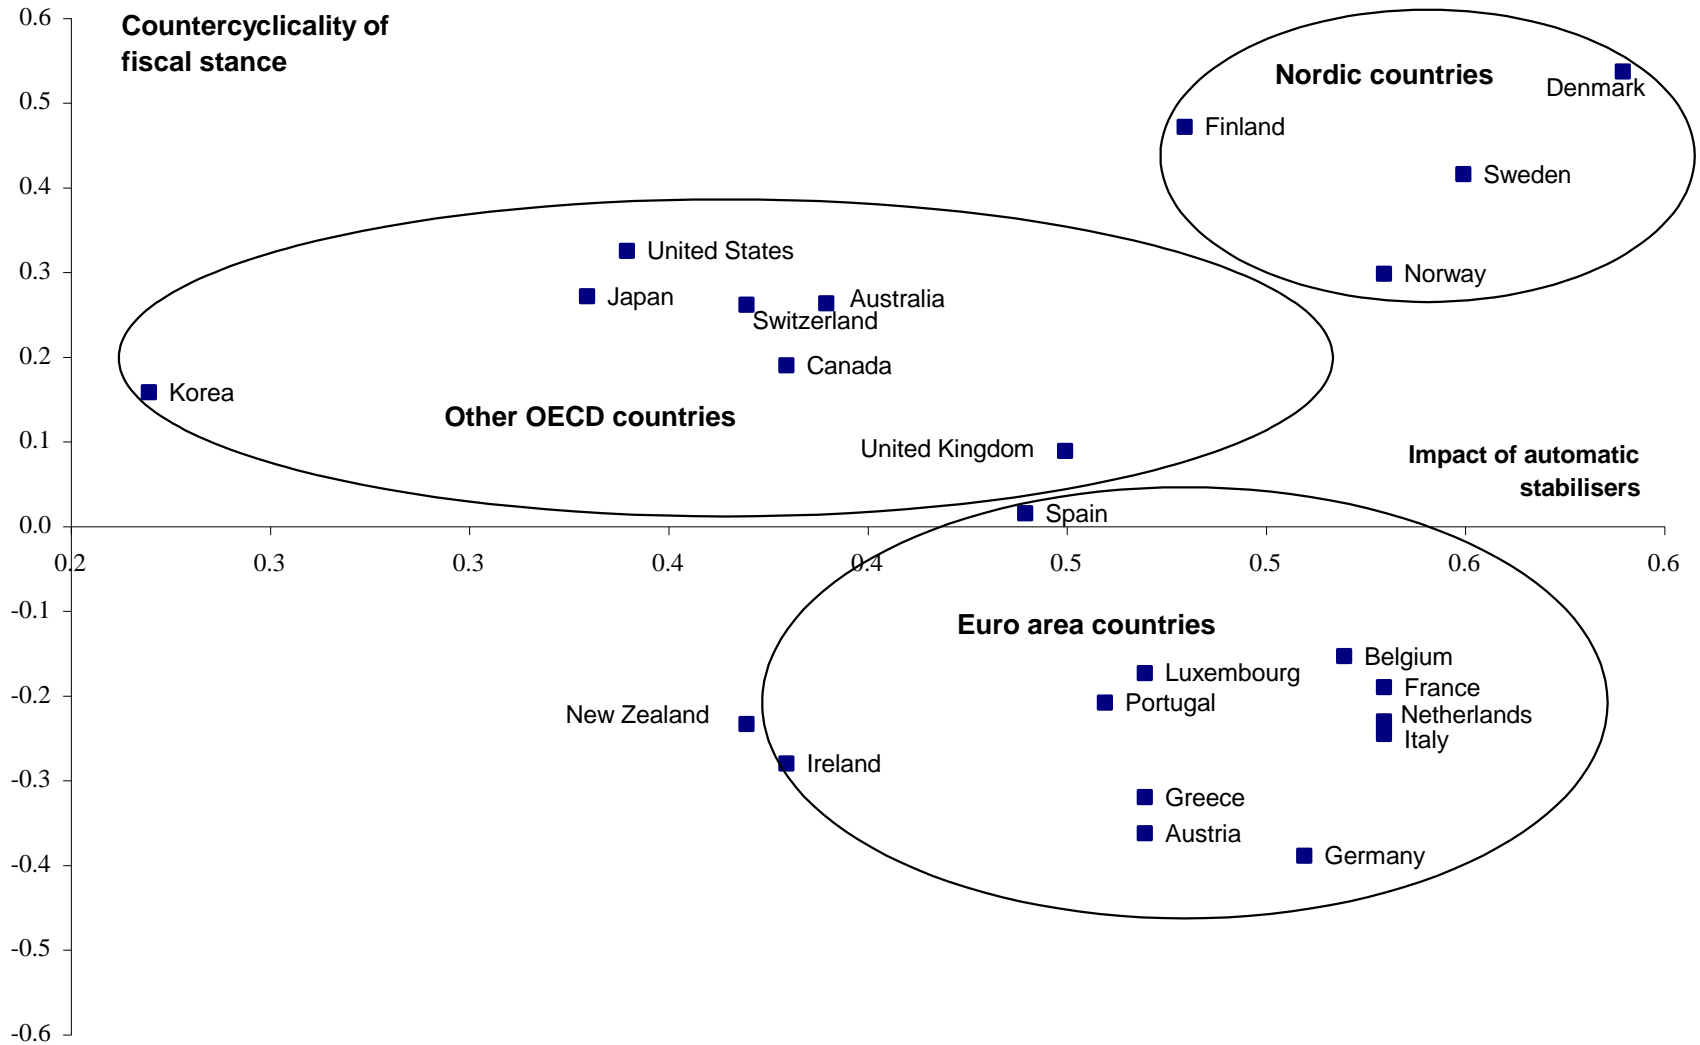 0.6
Countercyclicality of
fiscal stance
Nordic countries
Denmark
0.5
Finland
Sweden
0.4
United States
0.3
Norway
Japan
Australia
Switzerland
0.2
Canada
Korea
Other OECD countries
0.1
United Kingdom
Impact of automatic
stabilisers
Spain
0.0
0.2 0.3 0.3 0.4 0.4 0.5 0.5 0.6 0.6
-0.1
Euro area countries
Belgium
Luxembourg
France
-0.2
Portugal
New Zealand
Netherlands
Italy
Ireland
-0.3
Greece
Austria
Germany
-0.4
-0.5
-0.6